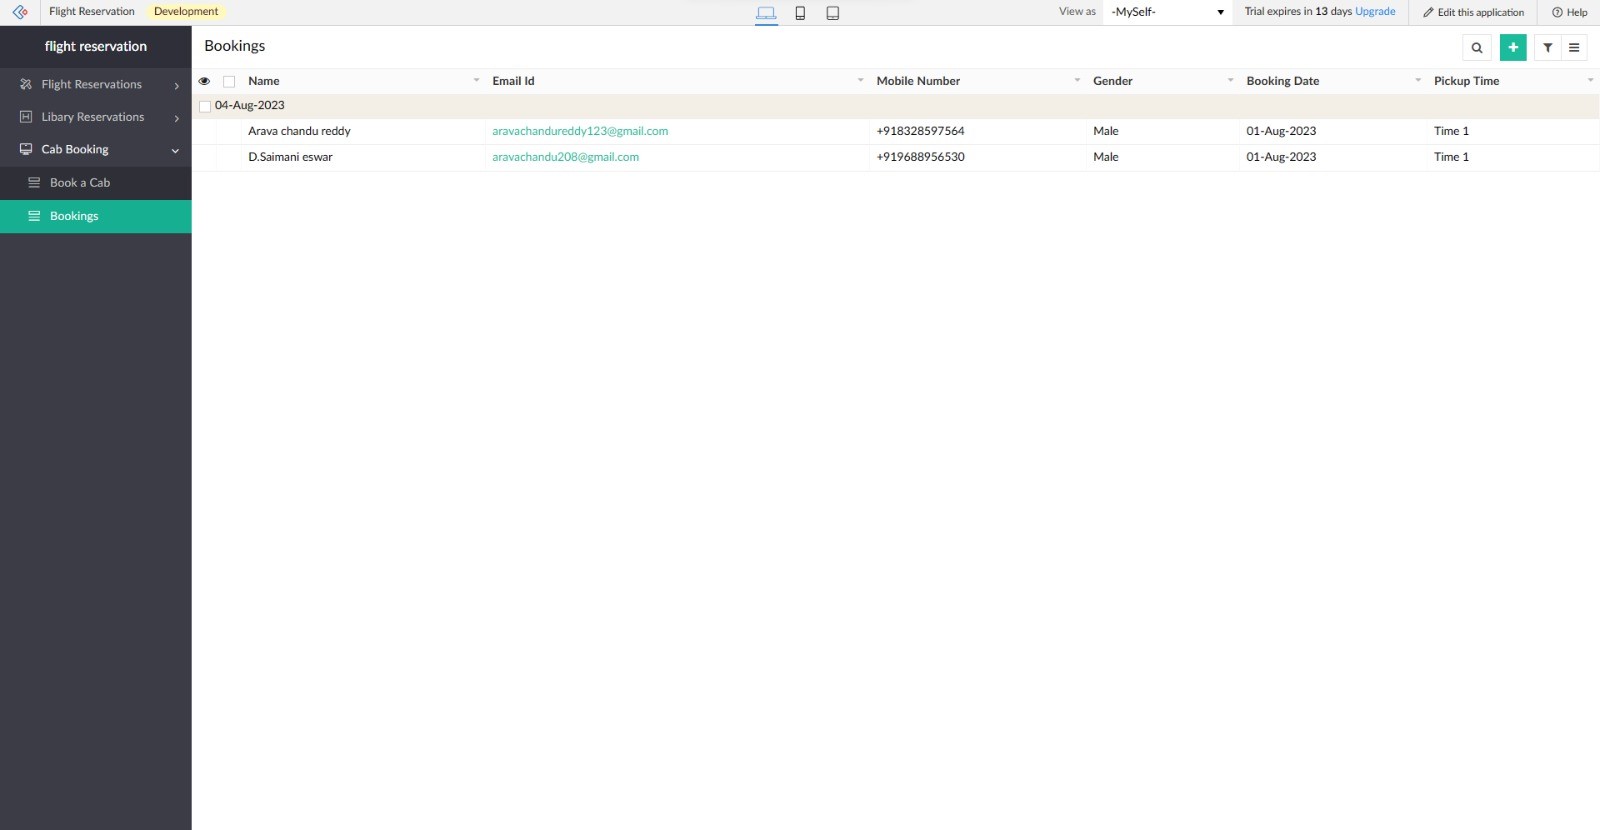 Flight Reservation Development View as -MySelf- Trial expires in 13 days Upgrade Edit this application Help
flight reservation
Bookings
Flight Reservations
Libary Reservations
Cab Booking
Book a Cab
Bookings
Name Email Id Mobile Number Gender Booking Date Pickup Time
04-Aug-2023
Arava chandu reddy aravachandureddy123@gmail.com +918328597564 Male 01-Aug-2023 Time 1
D.Saimani eswar aravachandu208@gmail.com +919688956530 Male 01-Aug-2023 Time 1